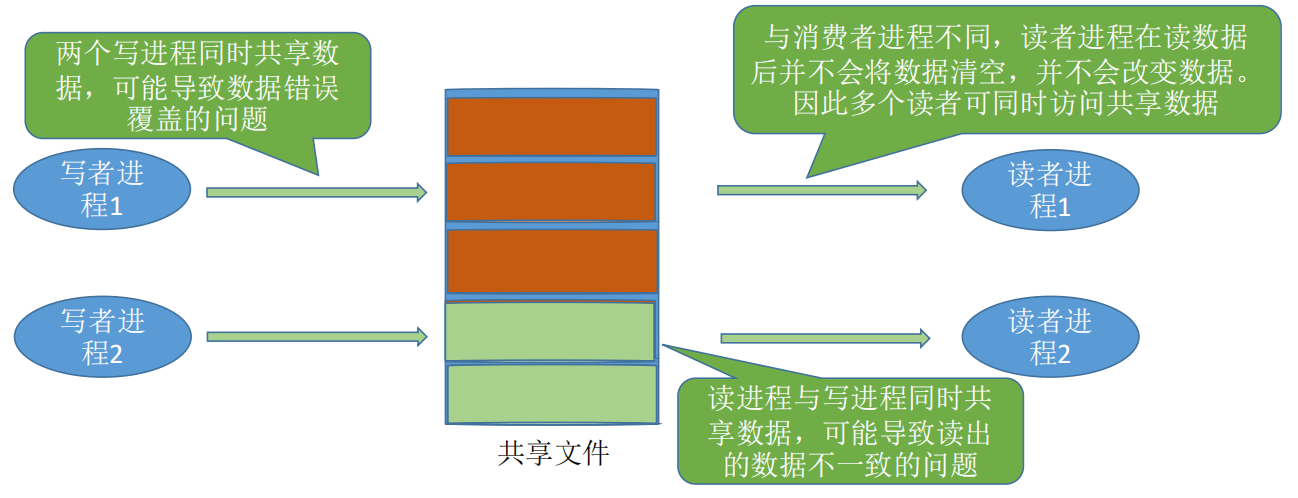 两个写进程同时共享数
据，可能导致数据错误
覆盖的问题
与消费者进程不同，读者进程在读数据
后并不会将数据清空，并不会改变数据。
因此多个读者可同时访问共享数据
写者进
程1
读者进
程1
写者进
程2
读者进
程2
读进程与写进程同时共
享数据，可能导致读出
的数据不一致的问题
共享文件